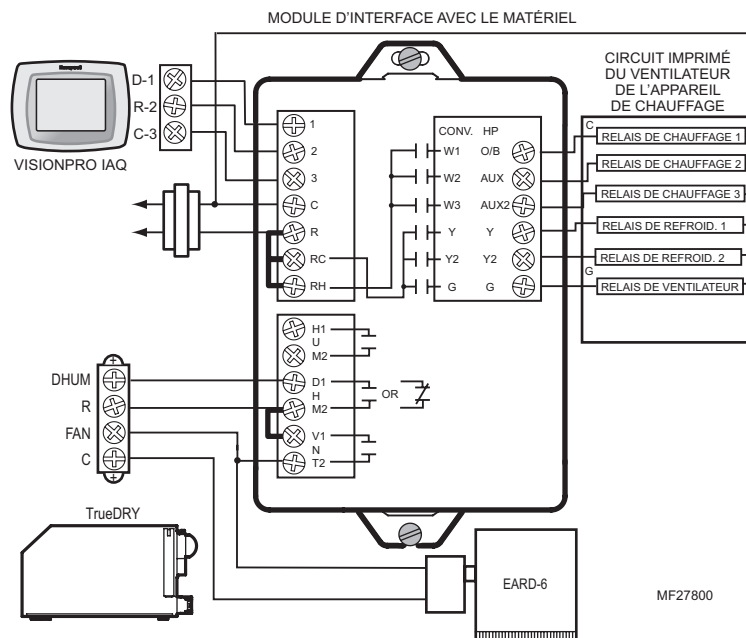 MODULE D'INTERFACE AVEC LE MATÉRIEL
Honeywell
VISIONPRO IAQ
D-1
R-2
C-3
1
2
3
C
R
RC
RH
CONV. HP
W1 O/B
W2 AUX
W3 AUX2
Y Y
Y2 Y2
G G
CIRCUIT IMPRIMÉ
DU VENTILATEUR
DE L'APPAREIL
DE CHAUFFAGE
C
RELAIS DE CHAUFFAGE 1
RELAIS DE CHAUFFAGE 2
RELAIS DE CHAUFFAGE 3
RELAIS DE REFROID. 1
RELAIS DE REFROID. 2
G
RELAIS DE VENTILATEUR
H1
U
M2
D1
H
M2
V1
N
T2
OR
DHUM
R
FAN
C
TrueDRY
EARD-6
MF27800